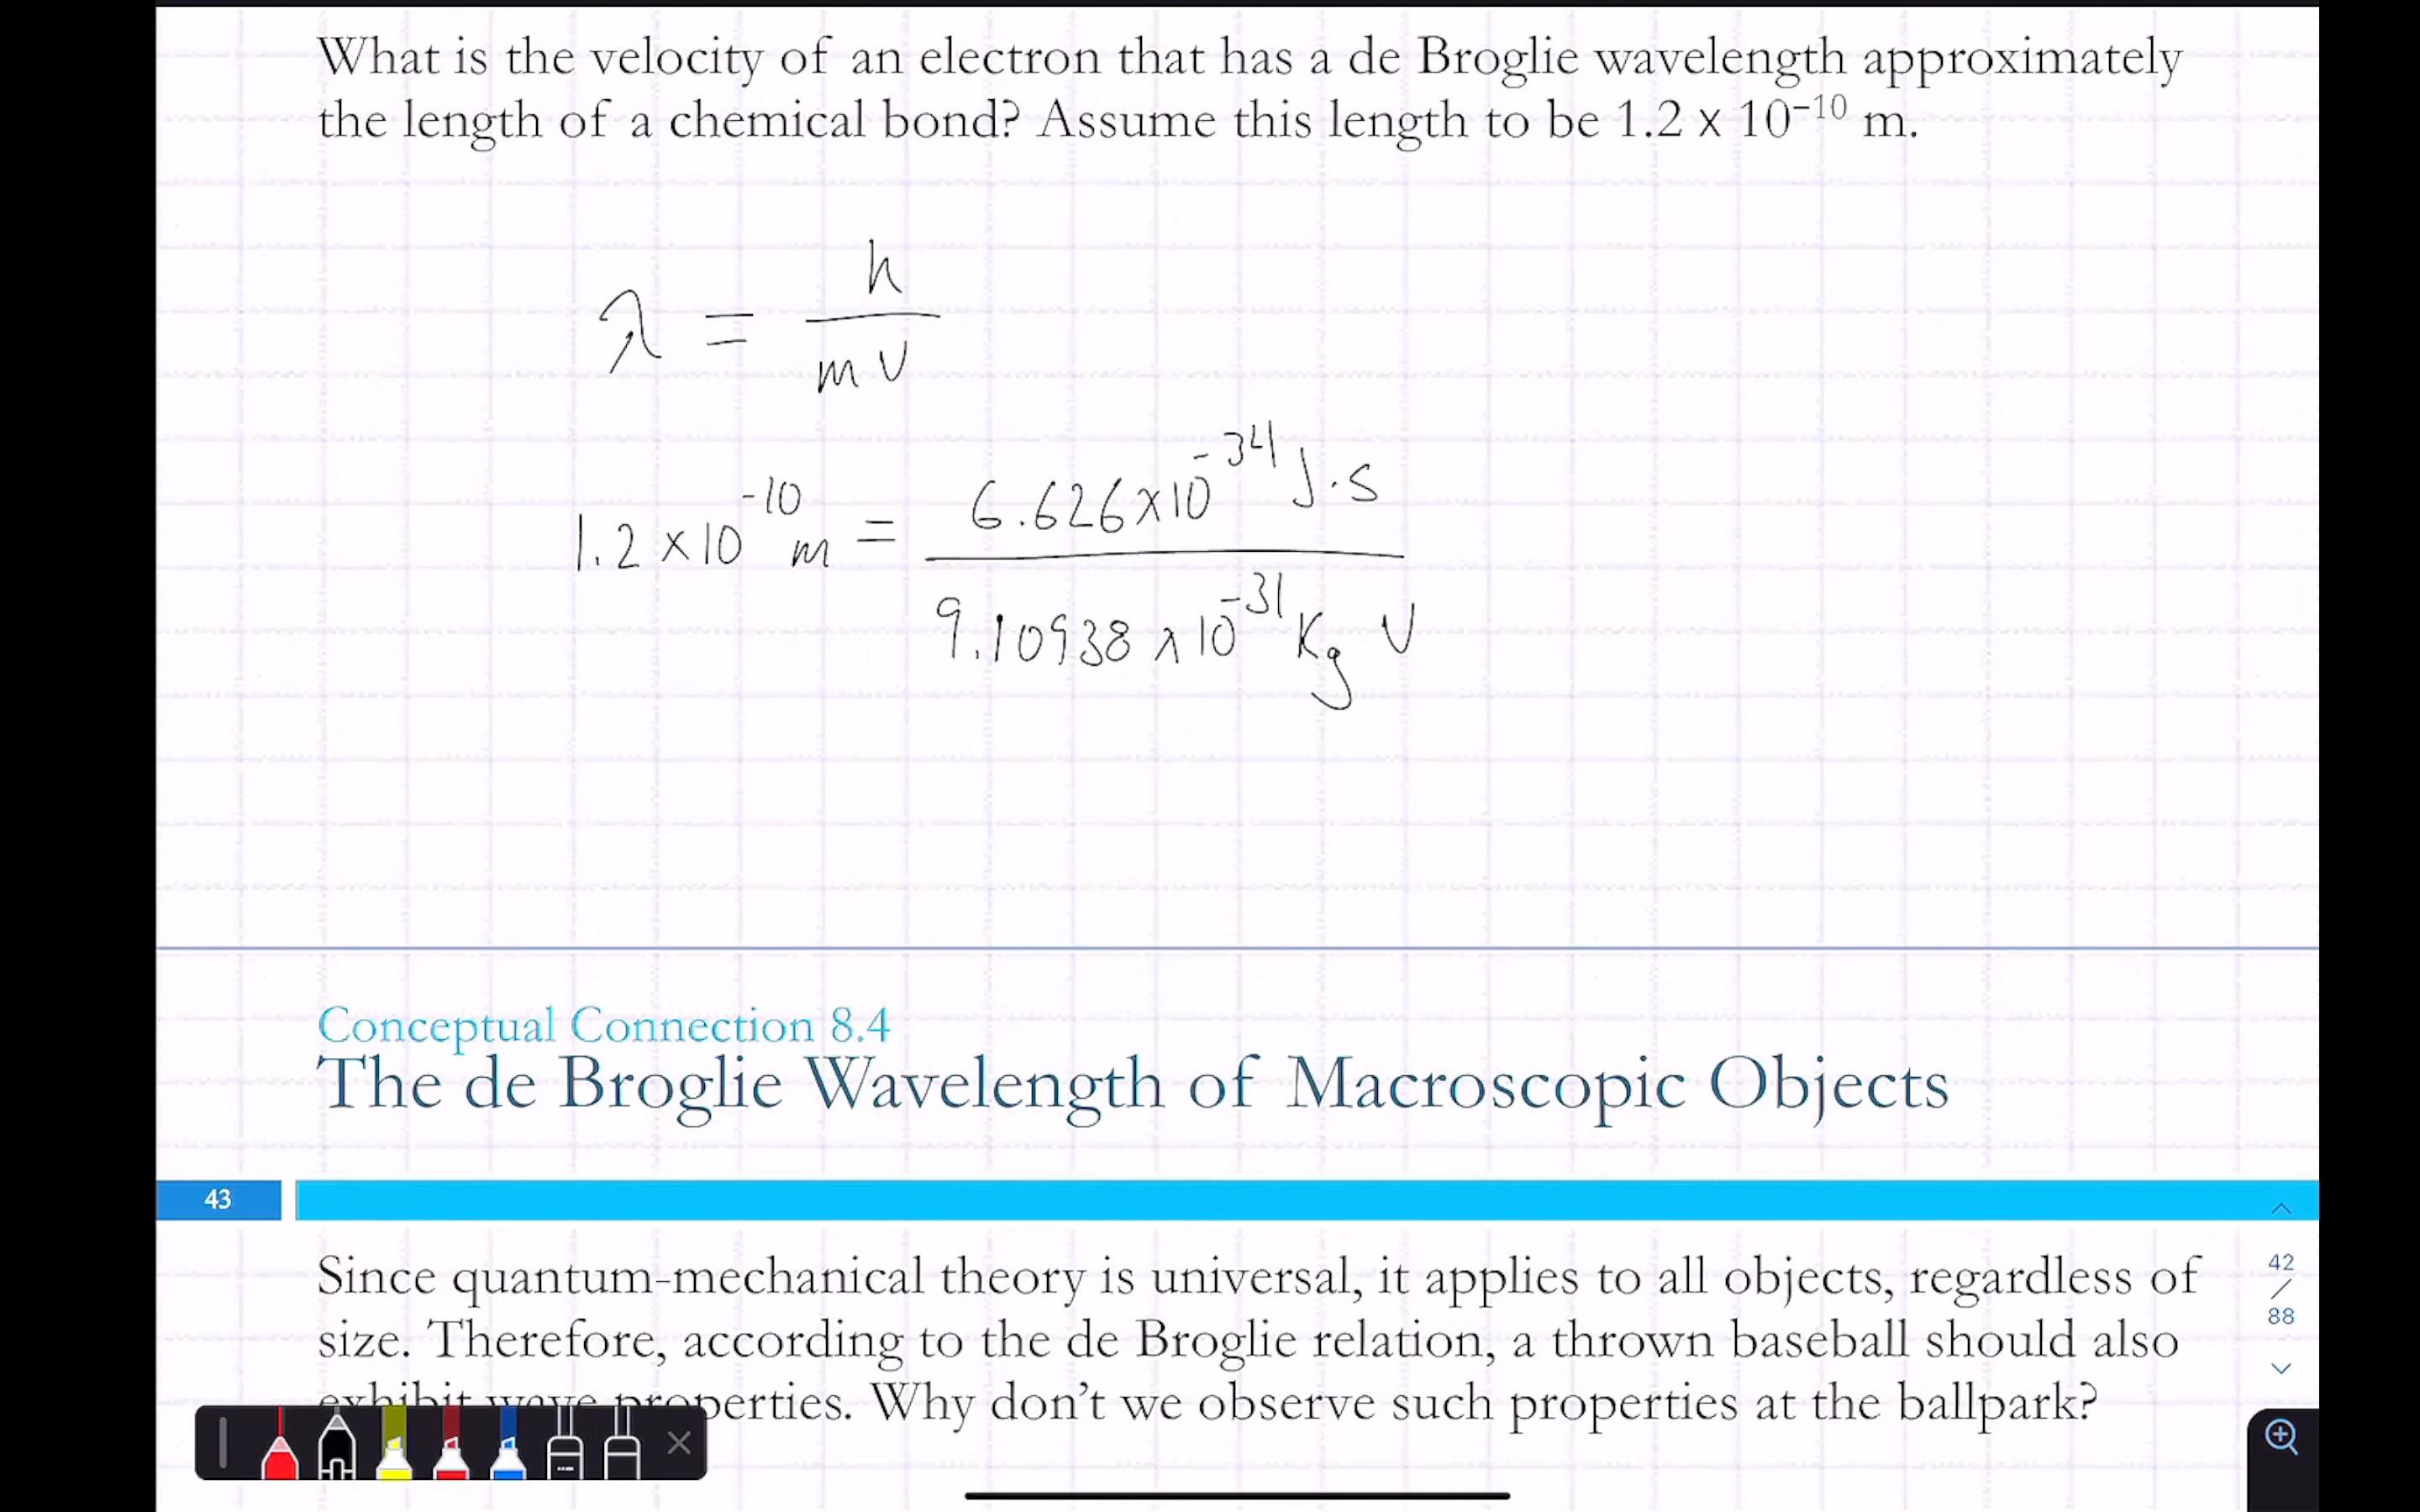 What is the velocity of an electron that has a de Broglie wavelength approximately
the length of a chemical bond? Assume this length to be 1.2 x 10⁻¹⁰ m.
λ = h / mv
1.2 x 10⁻¹⁰ m = 6.626x10⁻³⁴ J·s / 9.10938 x 10⁻³¹ Kg V
Conceptual Connection 8.4
The de Broglie Wavelength of Macroscopic Objects
43
Since quantum-mechanical theory is universal, it applies to all objects, regardless of
size. Therefore, according to the de Broglie relation, a thrown baseball should also
exhibit wave properties. Why don’t we observe such properties at the ballpark?
42
/
88